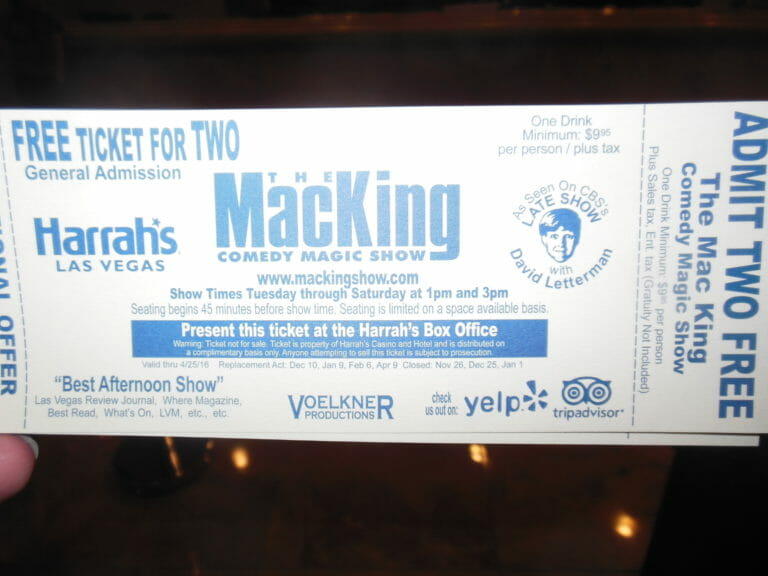 ONAL OFFER
FREE TICKET FOR TWO
General Admission
Harrah's
LAS VEGAS
THE
MacKing
COMEDY MAGIC SHOW
www.mackingshow.com
One Drink
Minimum: $9⁹⁵
per person / plus tax
As Seen On CBS's
LATE SHOW
with
David Letterman
Show Times Tuesday through Saturday at 1pm and 3pm
Seating begins 45 minutes before show time. Seating is limited on a space available basis.
Present this ticket at the Harrah's Box Office
Warning: Ticket not for sale. Ticket is property of Harrah's Casino and Hotel and is distributed on
a complimentary basis only. Anyone attempting to sell this ticket is subject to prosecution.
Valid thru 4/25/16 Replacement Act: Dec 10, Jan 9, Feb 6, Apr 9 Closed: Nov 26, Dec 25, Jan 1
"Best Afternoon Show"
Las Vegas Review Journal, Where Magazine,
Best Read, What's On, LVM, etc., etc.
VOELKNER
PRODUCTIONS
check
us out on:
yelp
tripadvisor®
ADMIT TWO FREE
The Mac King
Comedy Magic Show
One Drink Minimum: $9⁹⁵ per person
Plus Sales tax, Ent. tax (Gratuity Not Included)